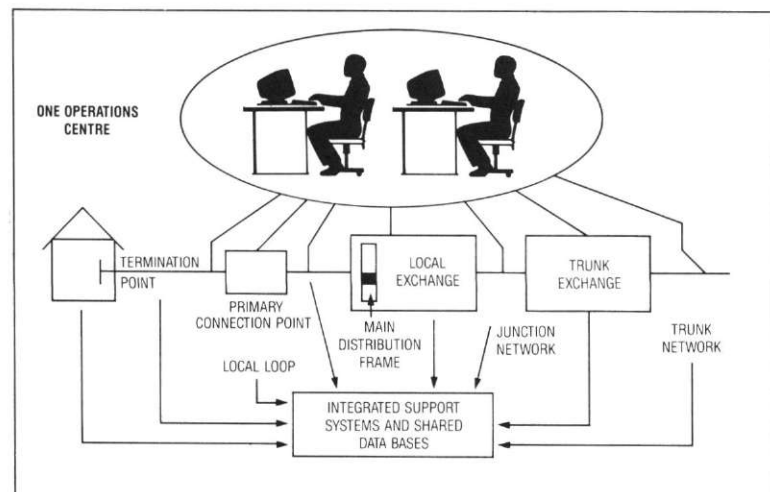 ONE OPERATIONS
CENTRE
TERMINATION
POINT
PRIMARY
CONNECTION POINT
LOCAL
EXCHANGE
MAIN
DISTRIBUTION
FRAME
TRUNK
EXCHANGE
JUNCTION
NETWORK
TRUNK
NETWORK
LOCAL LOOP
INTEGRATED SUPPORT
SYSTEMS AND SHARED
DATA BASES